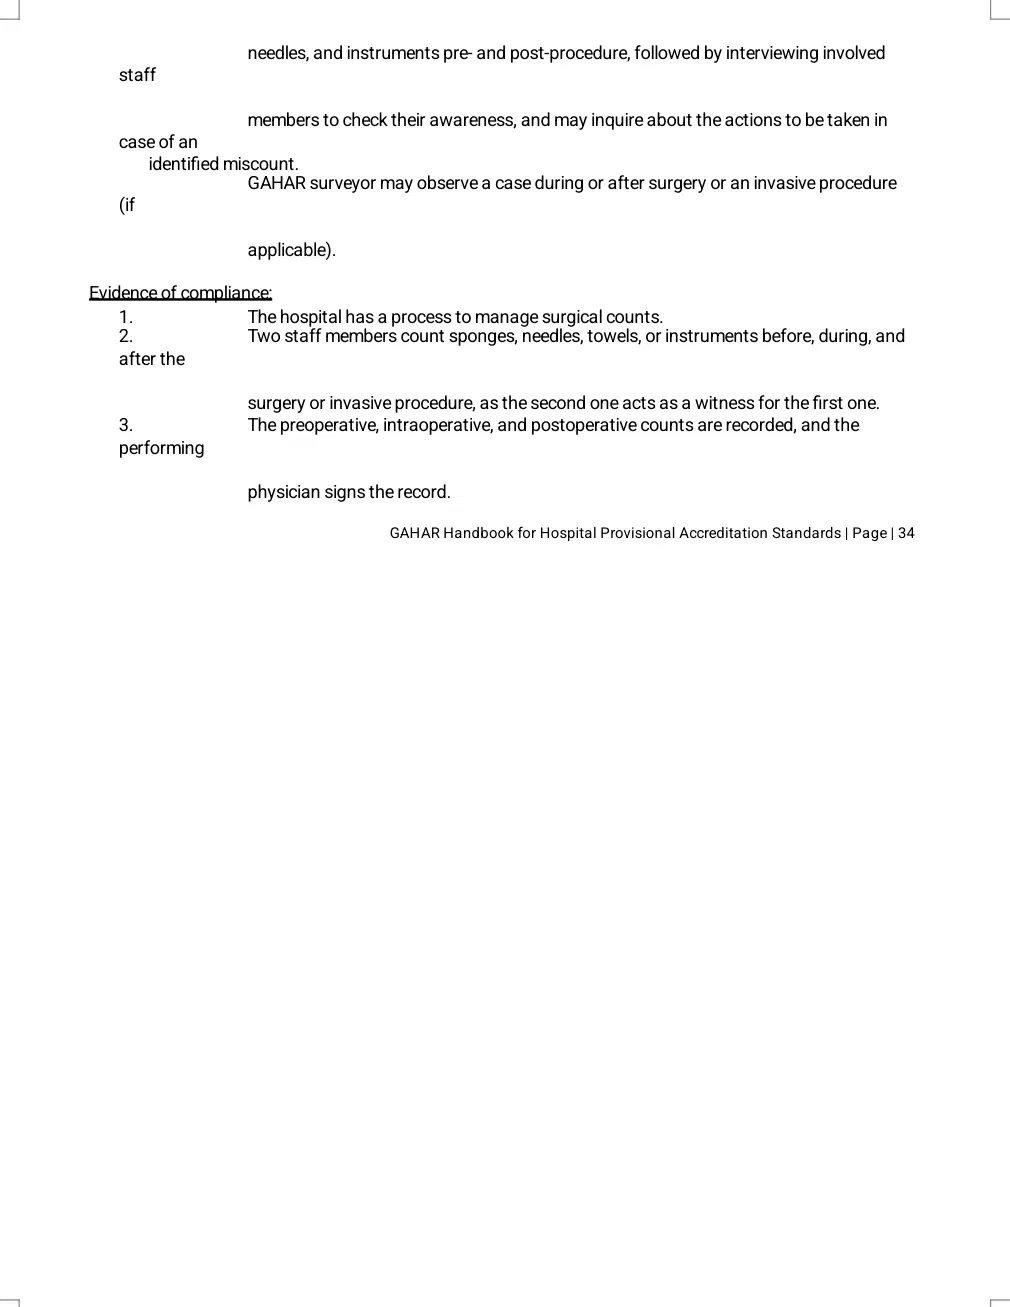 needles, and instruments pre- and post-procedure, followed by interviewing involved
staff
members to check their awareness, and may inquire about the actions to be taken in
case of an
identified miscount.
GAHAR surveyor may observe a case during or after surgery or an invasive procedure
(if
applicable).
Evidence of compliance:
1. The hospital has a process to manage surgical counts.
2. Two staff members count sponges, needles, towels, or instruments before, during, and
after the
surgery or invasive procedure, as the second one acts as a witness for the first one.
3. The preoperative, intraoperative, and postoperative counts are recorded, and the
performing
physician signs the record.
GAHAR Handbook for Hospital Provisional Accreditation Standards | Page | 34